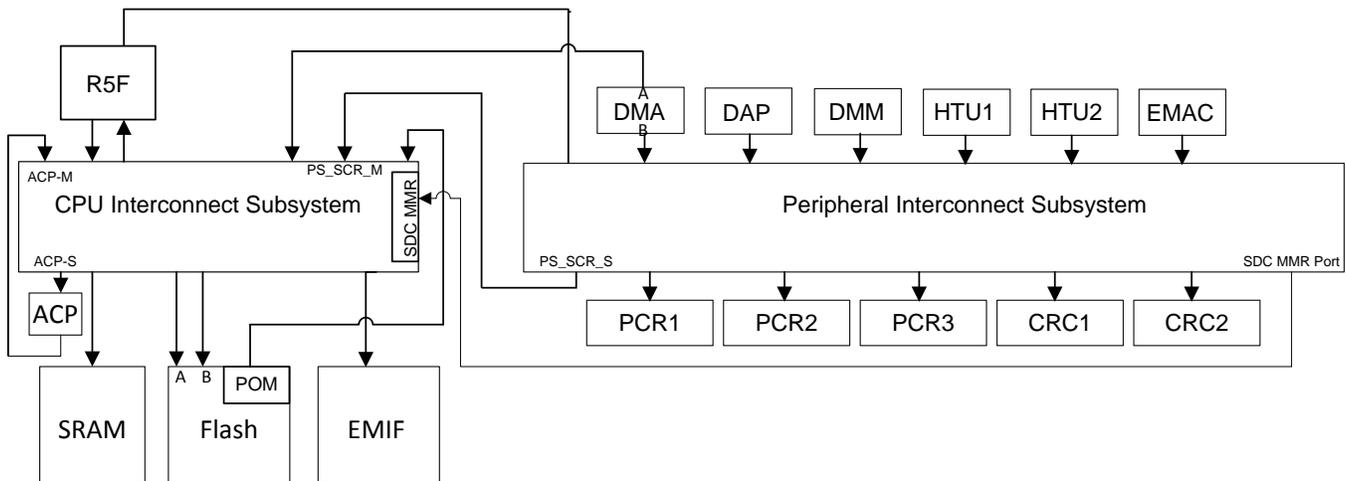 R5F
A
DMA
B
DAP
DMM
HTU1
HTU2
EMAC
ACP-M
PS_SCR_M
CPU Interconnect Subsystem
SDC MMR
ACP-S
Peripheral Interconnect Subsystem
PS_SCR_S
SDC MMR Port
ACP
PCR1
PCR2
PCR3
CRC1
CRC2
A
B
POM
SRAM
Flash
EMIF